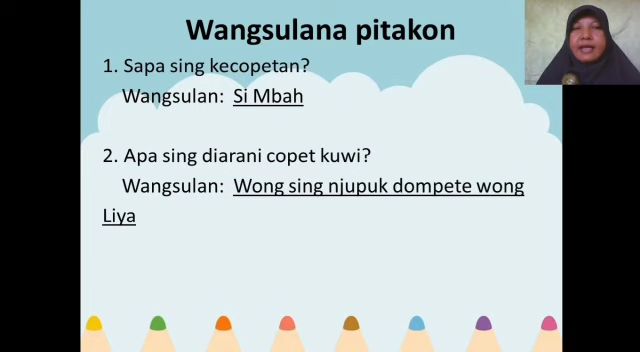 Wangsulana pitakon
1. Sapa sing kecopetan?
Wangsulan: Si Mbah
2. Apa sing diarani copet kuwi?
Wangsulan: Wong sing njupuk dompete wong
Liya